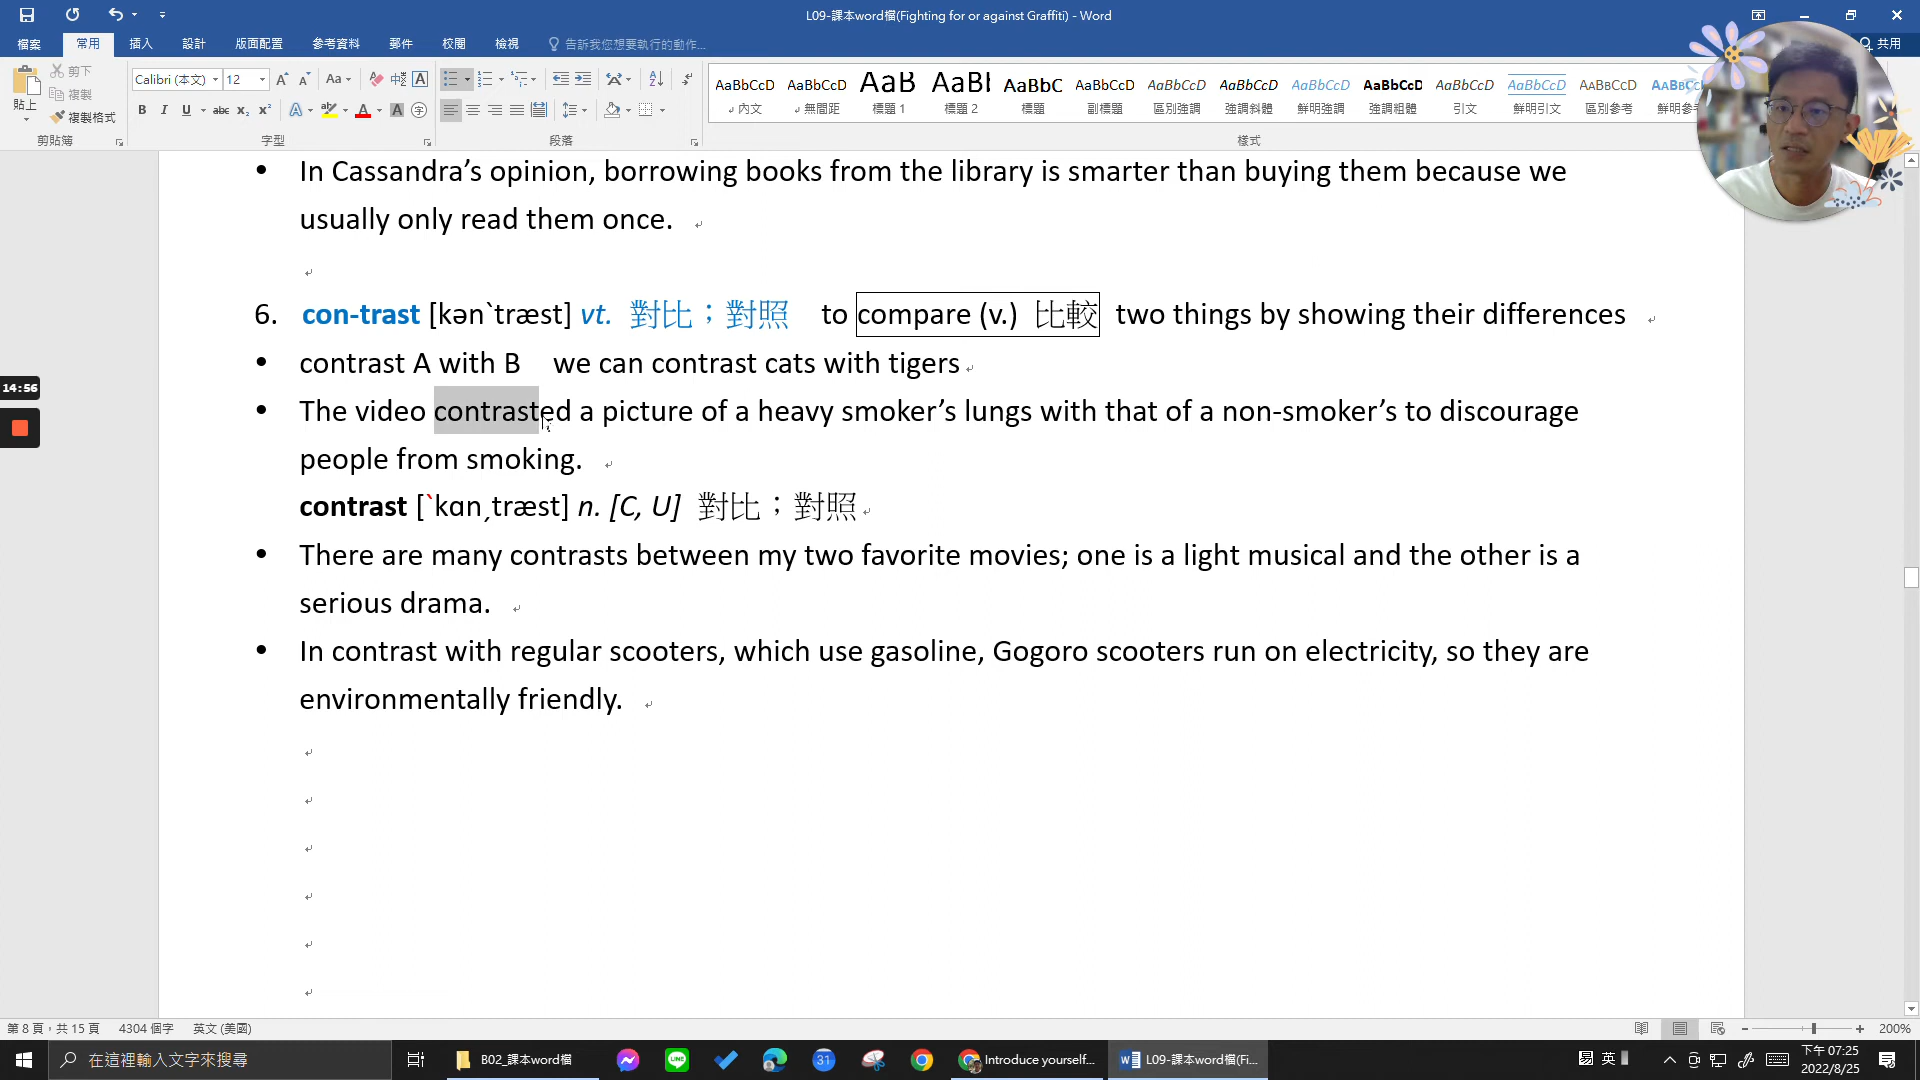 L09-課本word檔(Fighting for or against Graffiti) - Word
檔案 常用 插入 設計 版面配置 參考資料 郵件 校閱 檢視 告訴我您想要執行的動作... 共用
貼上 剪下 複製 複製格式 剪貼簿
Calibri (本文) 12 字型 段落
AaBbCcD AaBbCcD AaB AaBl AaBbC AaBbCcD AaBbCcD AaBbCcD AaBbCcD AaBbCcD AaBbCcD AaBbCcD AaBbCcD
內文 無間距 標題 1 標題 2 標題 副標題 區別強調 強調斜體 鮮明強調 強調粗體 引文 鮮明引文 區別參考
樣式
• In Cassandra’s opinion, borrowing books from the library is smarter than buying them because we
usually only read them once.
6. con-trast [kənˋtræst] vt. 對比；對照 to compare (v.) 比較 two things by showing their differences
• contrast A with B we can contrast cats with tigers
14:56
• The video contrasted a picture of a heavy smoker’s lungs with that of a non-smoker’s to discourage
people from smoking.
contrast [ˋkɑnˏtræst] n. [C, U] 對比；對照
• There are many contrasts between my two favorite movies; one is a light musical and the other is a
serious drama.
• In contrast with regular scooters, which use gasoline, Gogoro scooters run on electricity, so they are
environmentally friendly.
第 8 頁，共 15 頁 4304 個字 英文 (美國) 200%
在這裡輸入文字來搜尋 B02_課本word檔 31 Introduce yourself... L09-課本word檔(Fi... 英 下午 07:25
2022/8/25